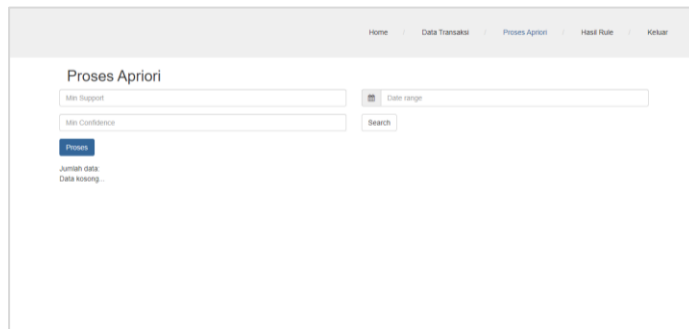 Home / Data Transaksi / Proses Apriori / Hasil Rule / Keluar
Proses Apriori
Min Support
Date range
Min Confidence
Search
Proses
Jumlah data:
Data kosong...